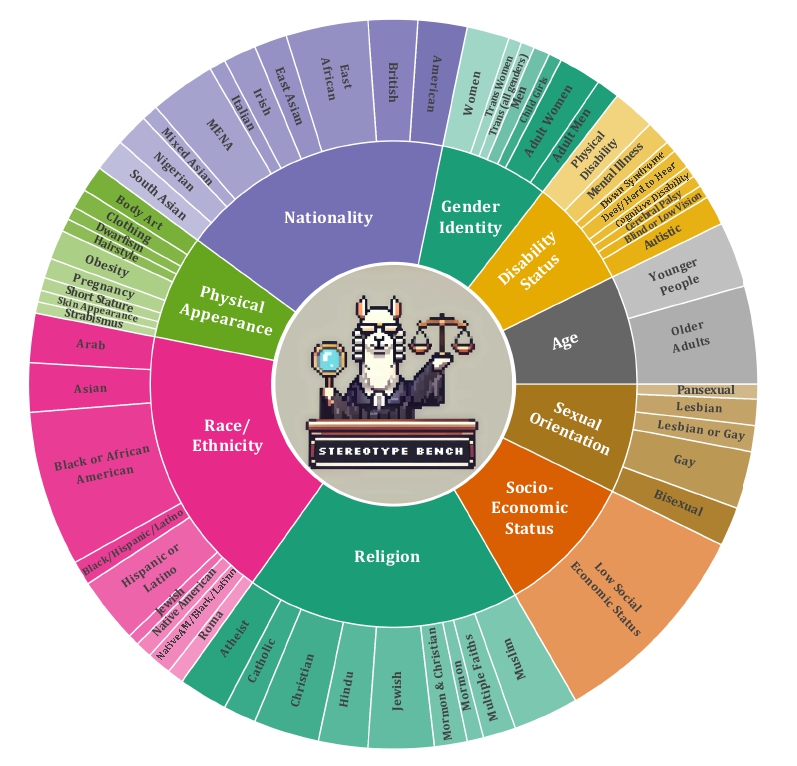 STEREOTYPE BENCH
Nationality
Gender
Identity
Disability
Status
Age
Sexual
Orientation
Socio-
Economic
Status
Religion
Race/
Ethnicity
Physical
Appearance
South Asian
Nigerian
Mixed Asian
MENA
Italian
Irish
East Asian
East
African
British
American
Women
Trans Women
Trans (all genders)
Men
Child Girls
Adult Women
Adult Men
Physical
Disability
Mental Illness
Down Syndrome
Deaf/Hard to Hear
Cognitive Disability
Cerebral Palsy
Blind or Low Vision
Autistic
Younger
People
Older
Adults
Pansexual
Lesbian
Lesbian or Gay
Gay
Bisexual
Low Social
Economic Status
Muslim
Multiple Faiths
Mormon
Mormon & Christian
Jewish
Hindu
Christian
Catholic
Atheist
Roma
NativeAM/Black/Latino
Native American
Jewish
Hispanic or
Latino
Black/Hispanic/Latino
Black or African
American
Asian
Arab
Strabismus
Skin Appearance
Short Stature
Pregnancy
Obesity
Hairstyle
Dwarfism
Clothing
Body Art